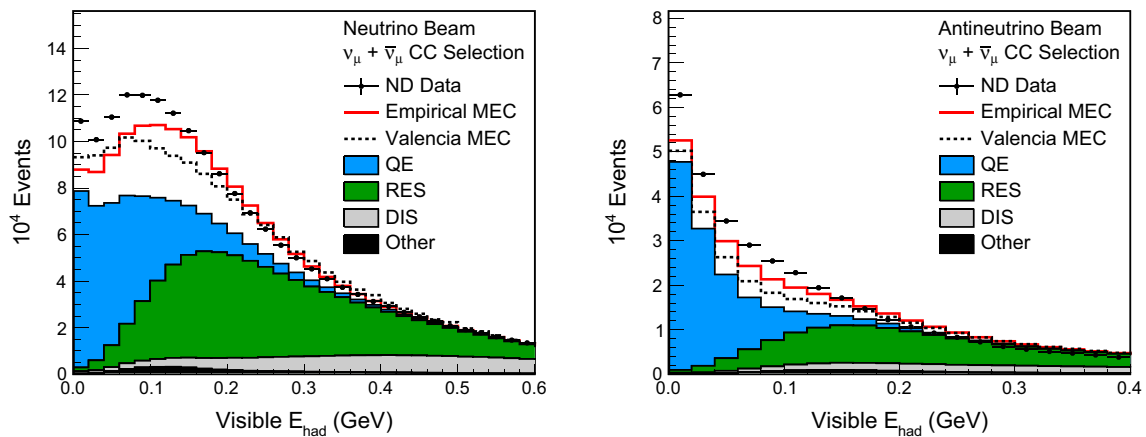 Neutrino Beam
νμ + ν̄μ CC Selection
ND Data
Empirical MEC
Valencia MEC
QE
RES
DIS
Other
10⁴ Events
0
2
4
6
8
10
12
14
0.0
0.1
0.2
0.3
0.4
0.5
0.6
Visible E_had (GeV)
Antineutrino Beam
νμ + ν̄μ CC Selection
ND Data
Empirical MEC
Valencia MEC
QE
RES
DIS
Other
10⁴ Events
0
1
2
3
4
5
6
7
8
0.0
0.1
0.2
0.3
0.4
Visible E_had (GeV)